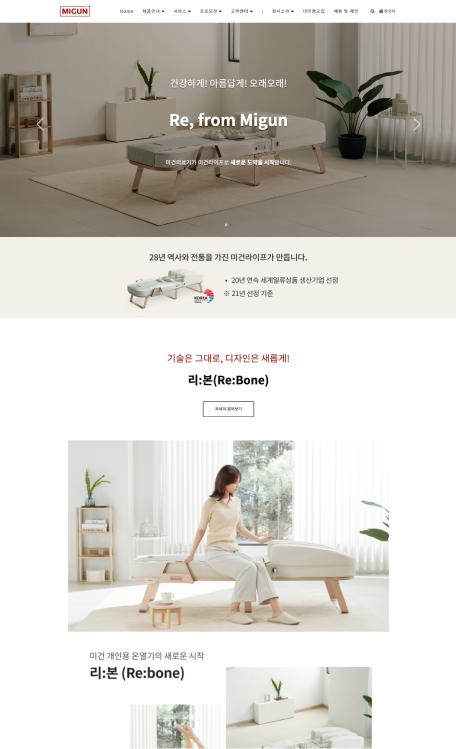 MIGUN
Home 제품안내 서비스 프로모션 고객센터 | 회사소개 대리점모집 제휴 및 제안 한국어
건강하게! 아름답게! 오래오래!
Re, from Migun
미건의료기가 미건라이프로 새로운 도약을 시작합니다.
28년 역사와 전통을 가진 미건라이프가 만듭니다.
• 20년 연속 세계일류상품 생산기업 선정
※ 21년 선정 기준
KOREA
기술은 그대로, 디자인은 새롭게!
리:본(Re:Bone)
자세히 알아보기
미건 개인용 온열기의 새로운 시작
리:본 (Re:bone)